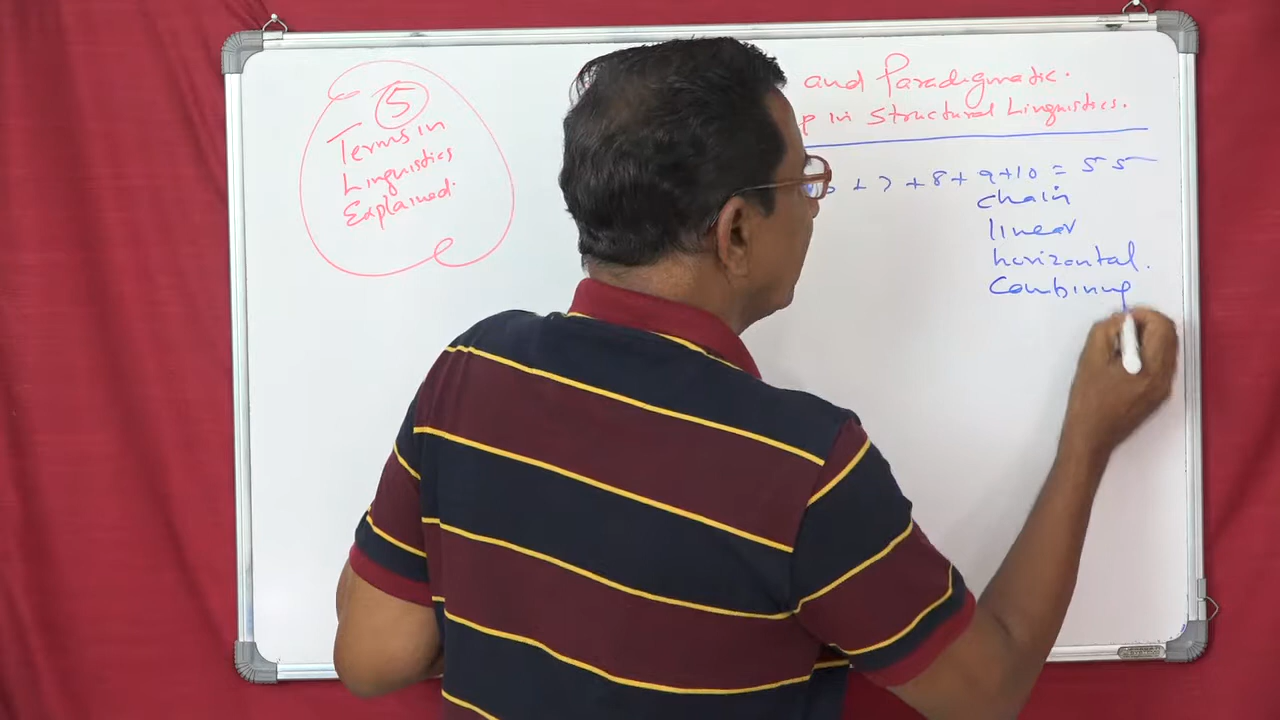 5
Terms in
Linguistics
Explained.
and Paradigmatic.
in Structural Linguistics.
+ 7 + 8 + 9 + 10 = 55
chain
linear
horizontal.
Combining